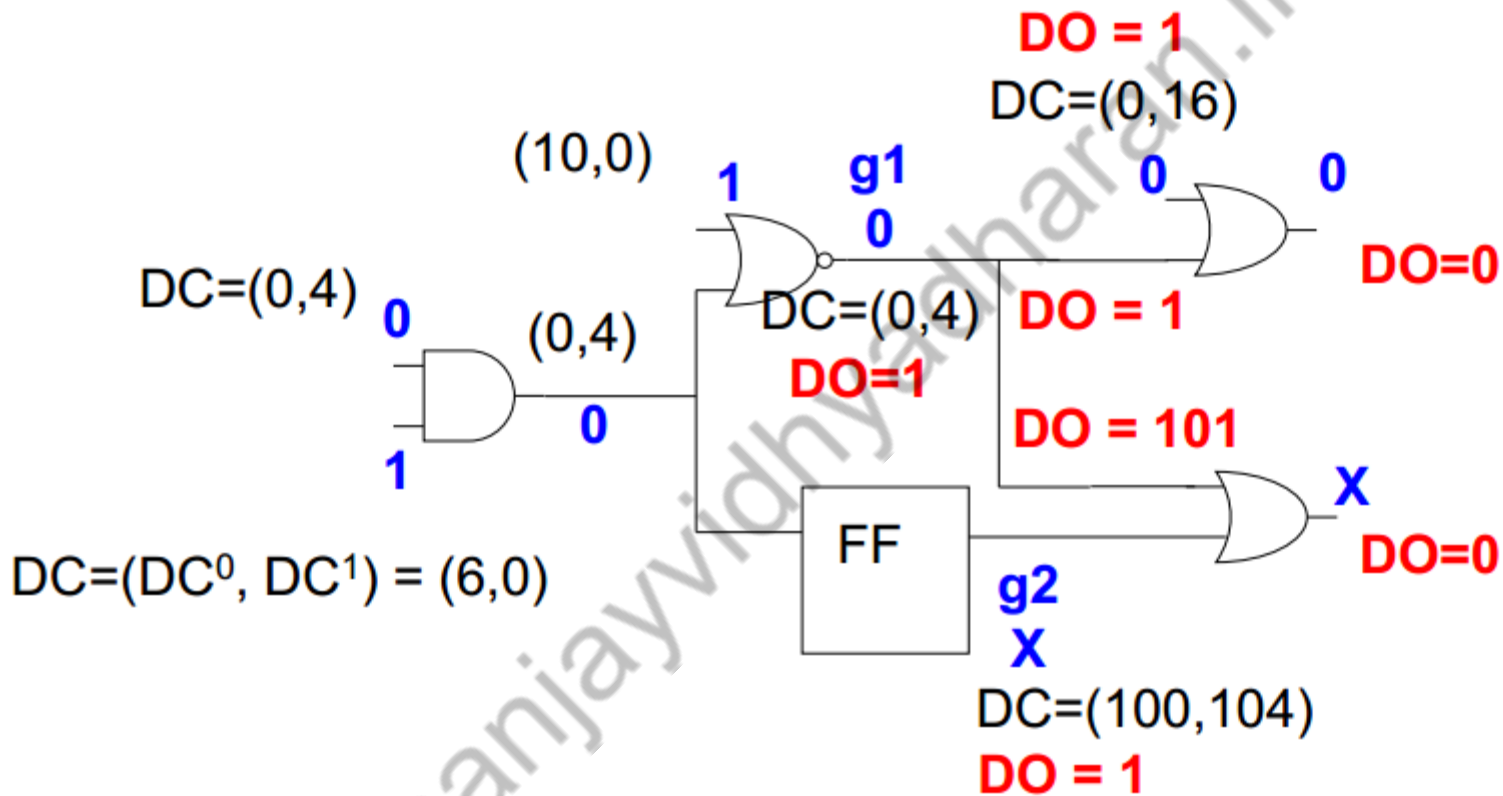 DO = 1
DC=(0,16)
(10,0)
1
g1
0
0
0
DC=(0,4)
0
(0,4)
DC=(0,4)
DO = 1
DO=0
DO=1
0
1
DO = 101
X
FF
DO=0
DC=(DC⁰, DC¹) = (6,0)
g2
X
DC=(100,104)
DO = 1
anjayvidhyadharan.in